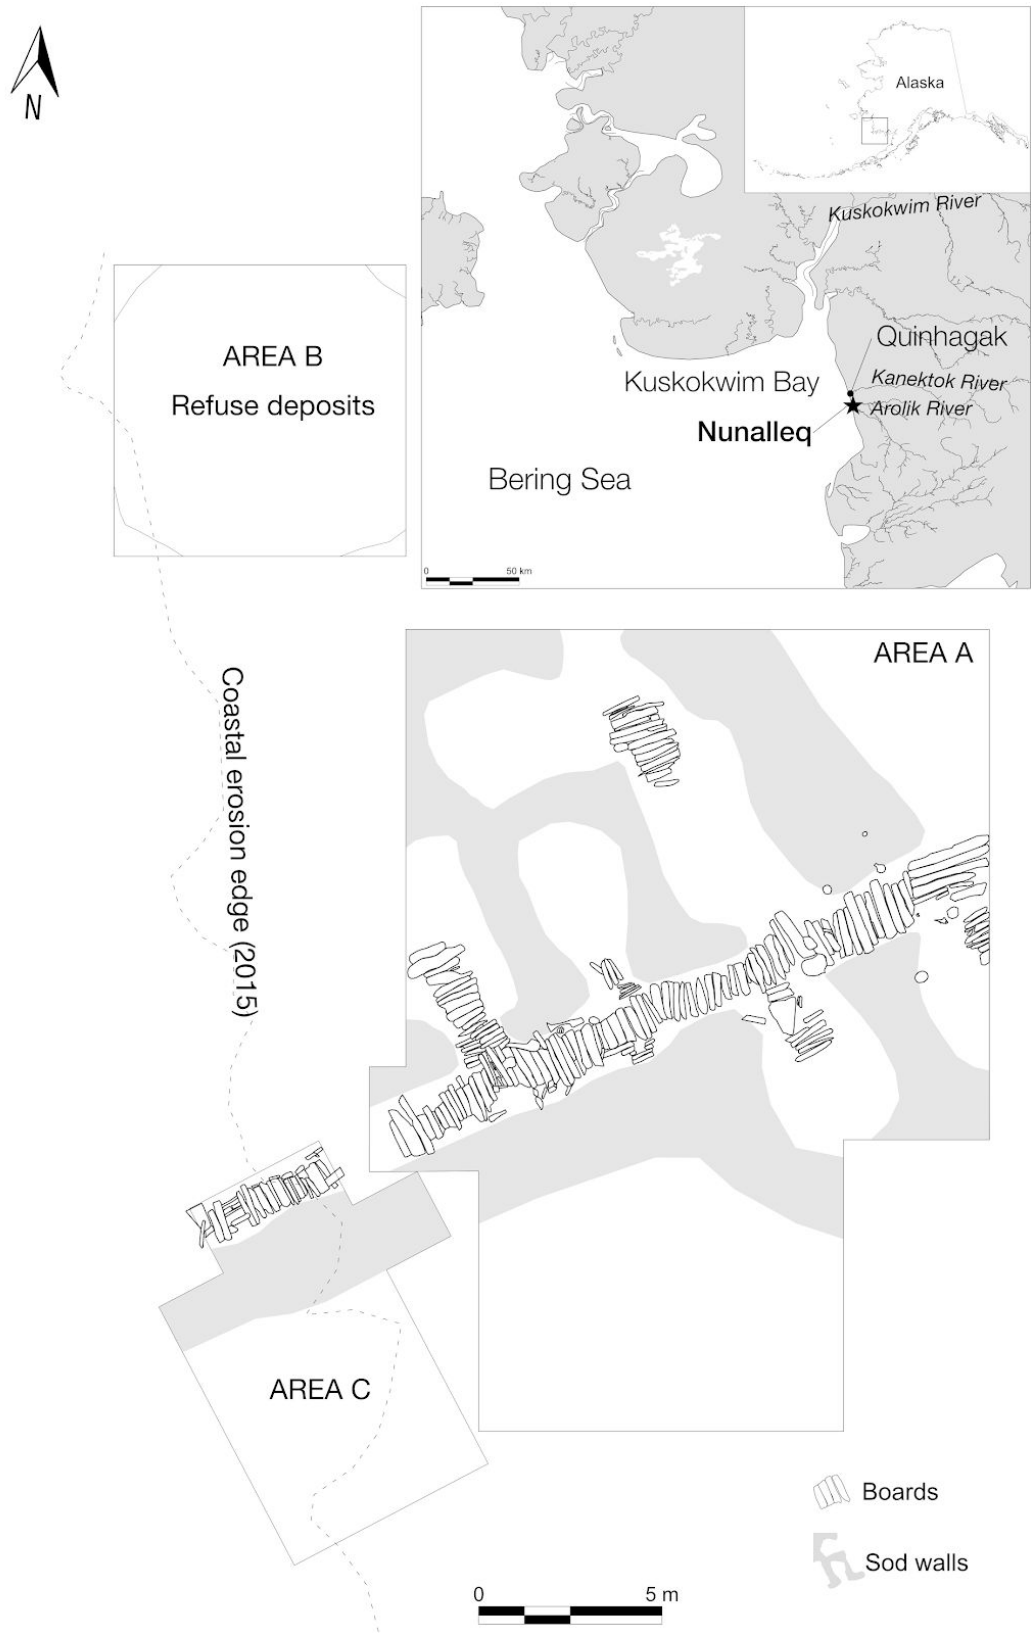 N
Alaska
Kuskokwim River
Quinhagak
Kuskokwim Bay
Kanektok River
Arolik River
Nunalleq
Bering Sea
0 50 km
AREA B
Refuse deposits
AREA A
Coastal erosion edge (2015)
AREA C
Boards
Sod walls
0 5 m